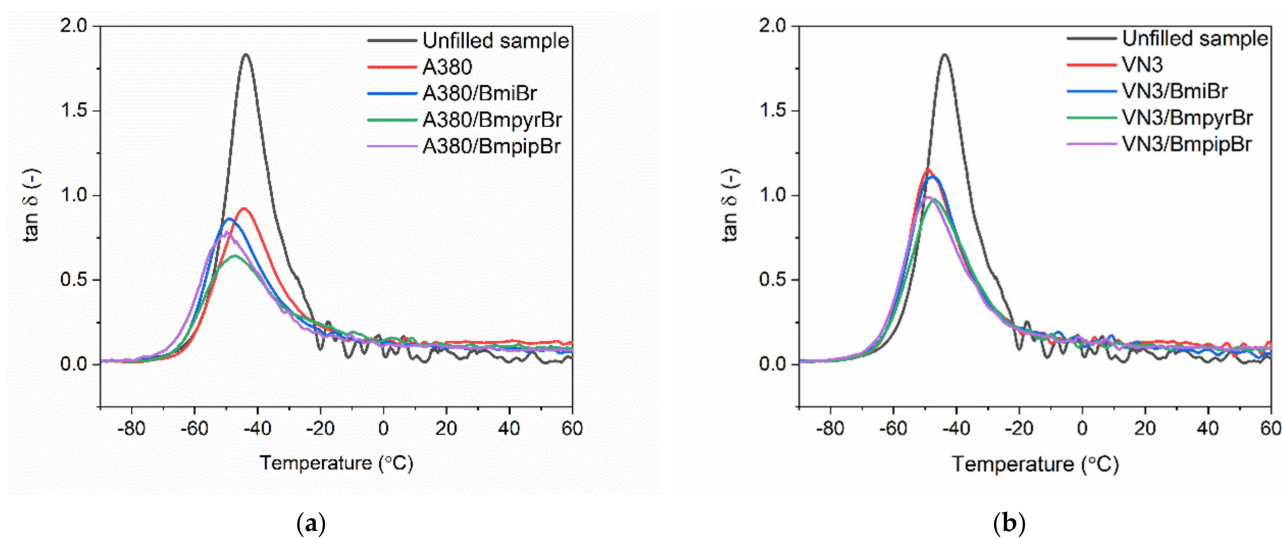 2.0
1.5
1.0
0.5
0.0
tan δ (-)
Unfilled sample
A380
A380/BmiBr
A380/BmpyrBr
A380/BmpipBr
-80 -60 -40 -20 0 20 40 60
Temperature (°C)
(a)
2.0
1.5
1.0
0.5
0.0
tan δ (-)
Unfilled sample
VN3
VN3/BmiBr
VN3/BmpyrBr
VN3/BmpipBr
-80 -60 -40 -20 0 20 40 60
Temperature (°C)
(b)